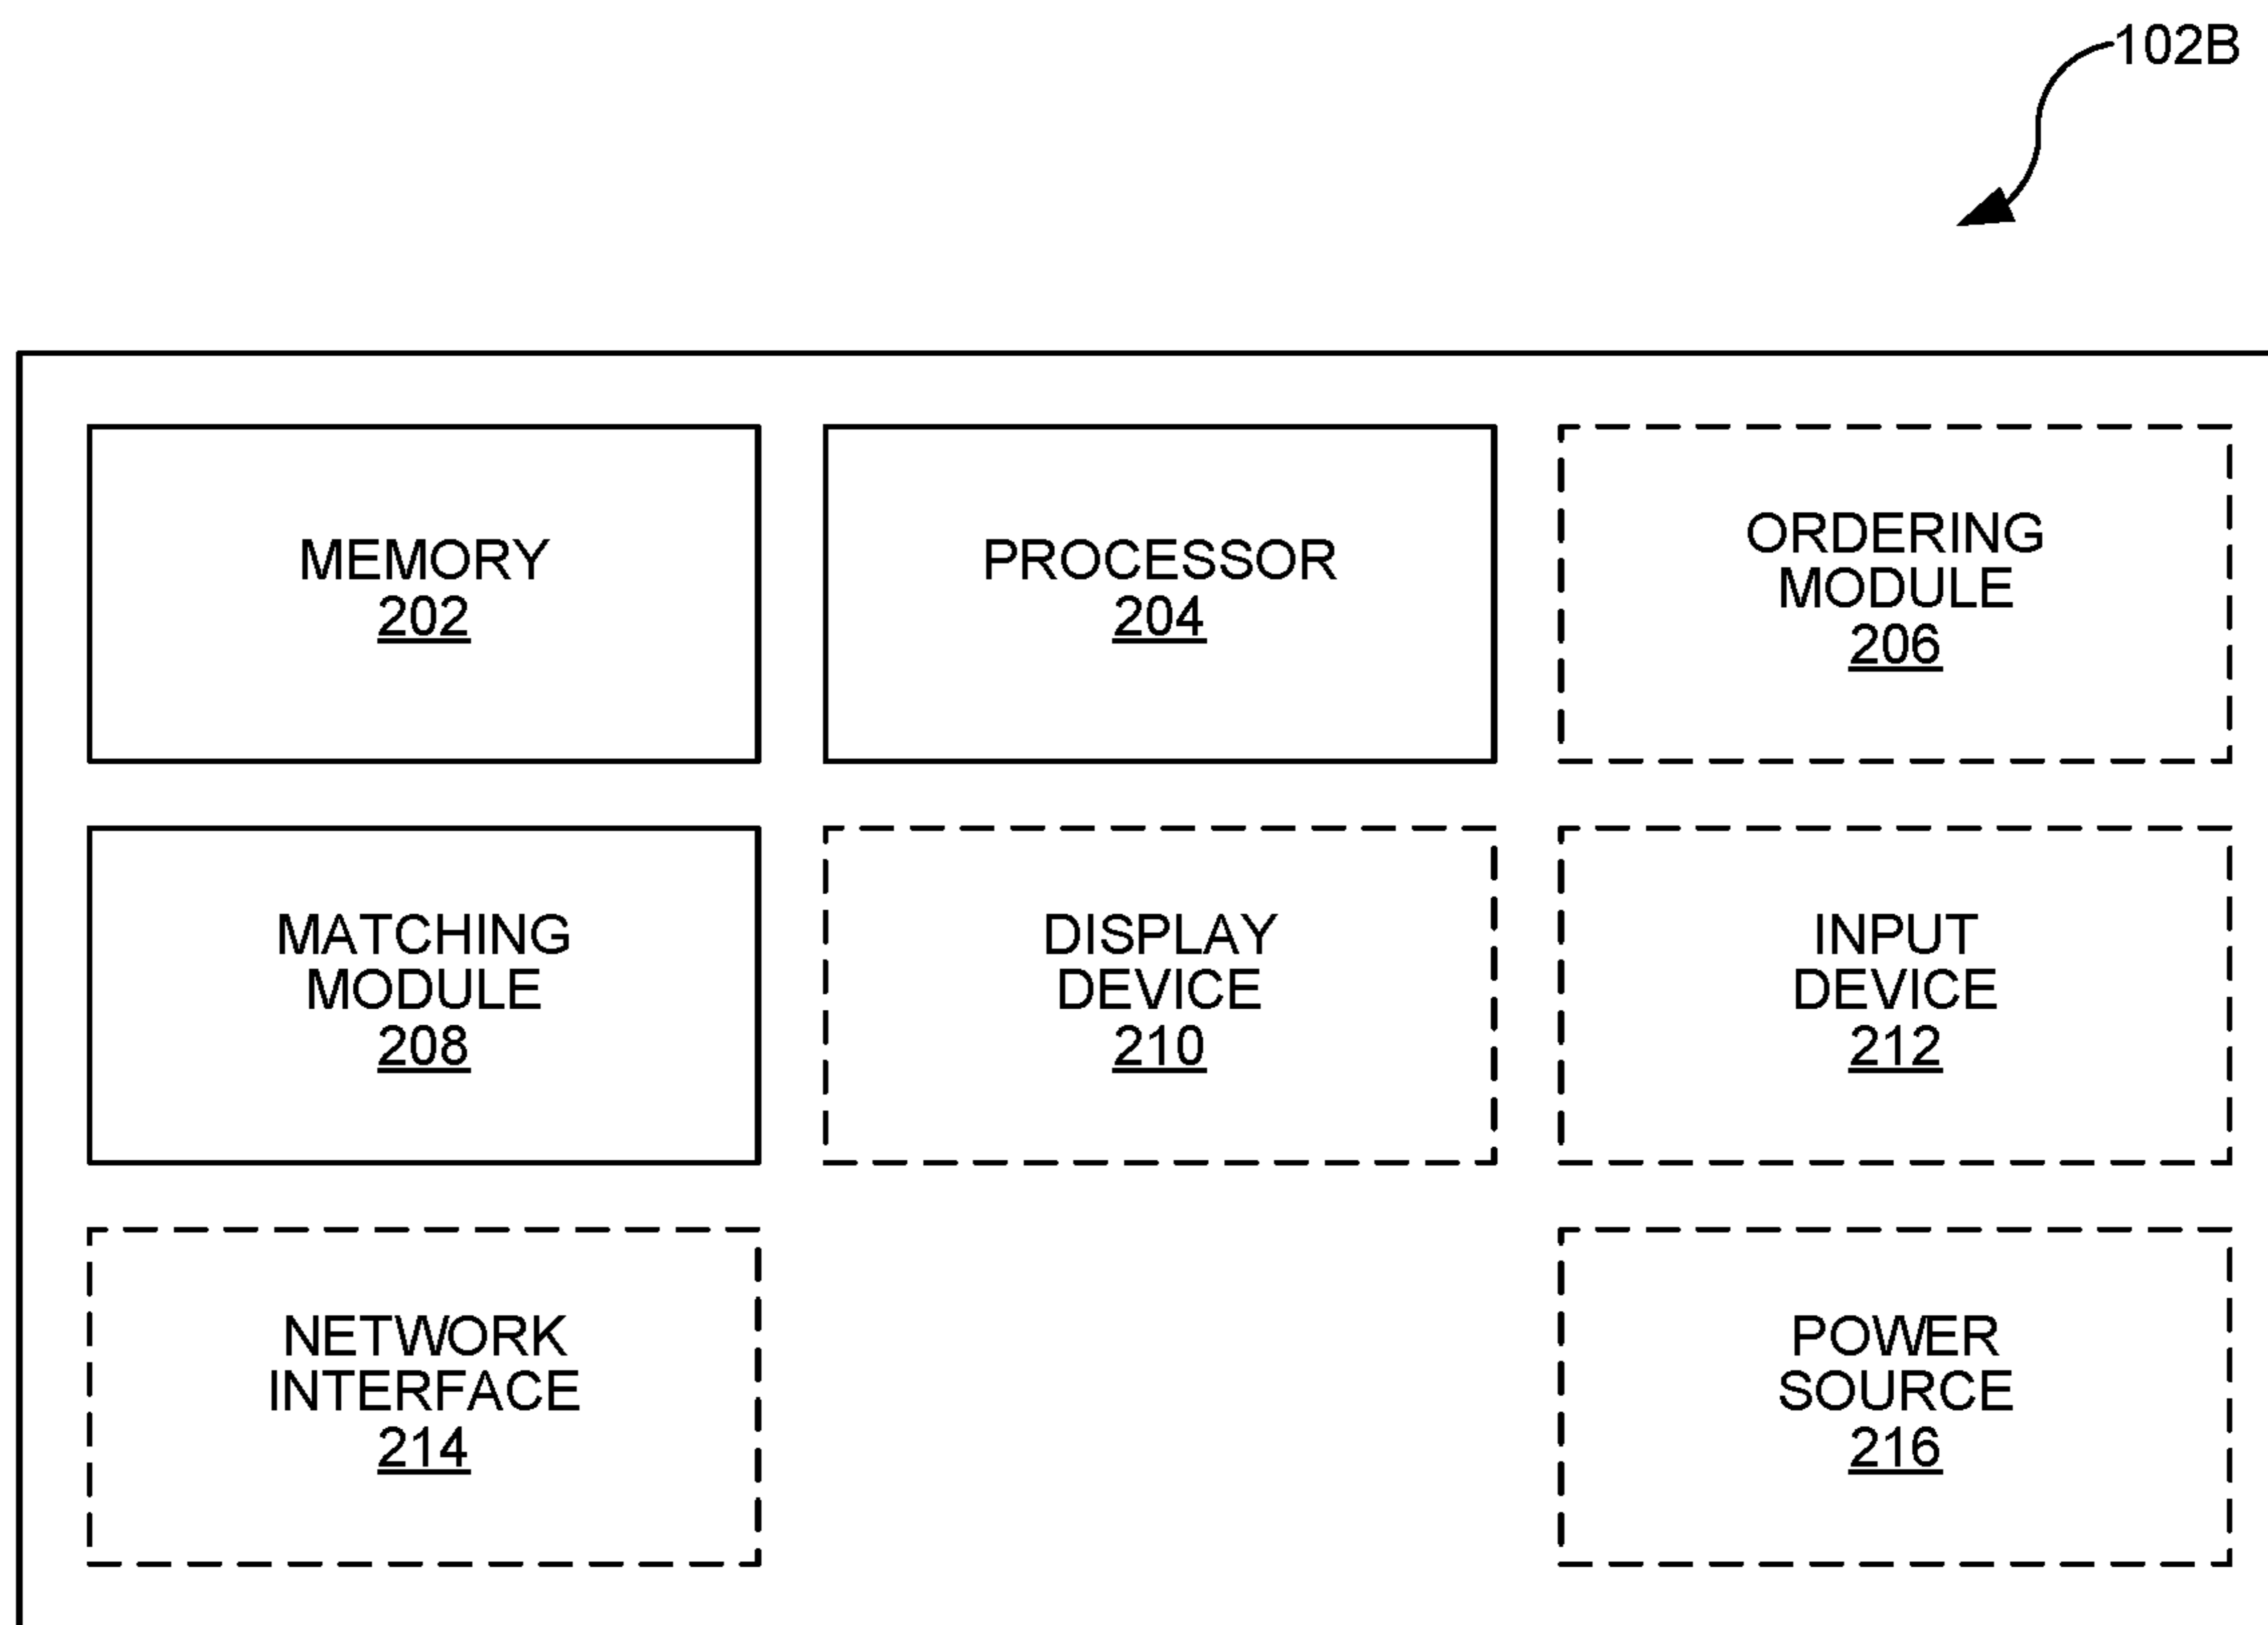 102B
MEMORY
202
PROCESSOR
204
ORDERING
MODULE
206
MATCHING
MODULE
208
DISPLAY
DEVICE
210
INPUT
DEVICE
212
NETWORK
INTERFACE
214
POWER
SOURCE
216